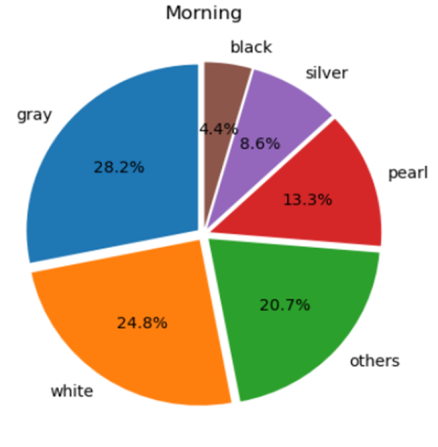 Morning
black
silver
gray
4.4%
8.6%
28.2%
pearl
13.3%
20.7%
24.8%
others
white